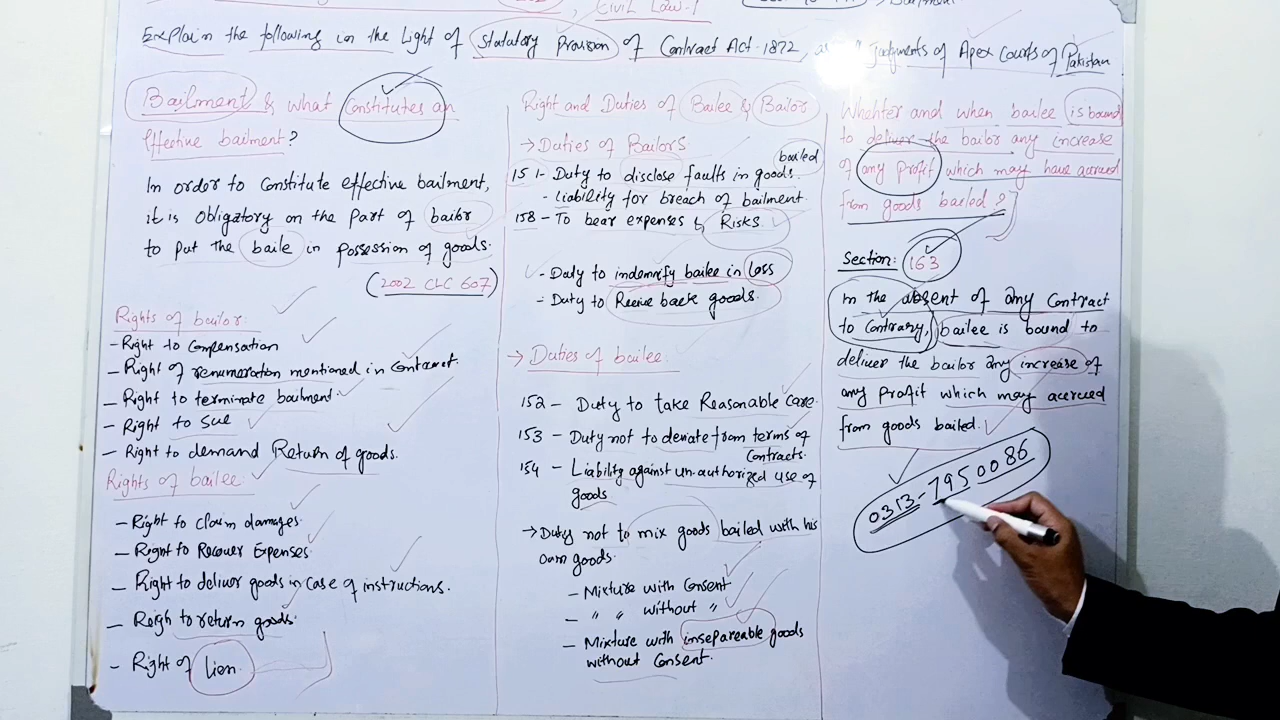 Civil Law-1
Explain the following in the Light of Statutary Provision of Contract Act-1872, judgments of Apex Courts of Pakistan
Bailment & what Constitutes an
effective bailment?
In order to Constitute effective bailment,
it is obligatory on the part of bailor
to put the baile in possession of goods.
(2002 CLC 607)
Rights of bailor:
- Right to Compensation
- Right of renumeration mentioned in Contarct.
- Right to terminate bailment.
- Right to sue
- Right to demand Return of goods.
Rights of bailee:
- Right to claim damages
- Right to Recover Expenses
- Right to deliver goods in case of instructions.
- Reigh to return goods.
- Right of Lien
Right and Duties of Bailee & Bailor
→ Duties of Bailors
151- Duty to disclose faults in goods. bailed
- Liability for breach of bailment
158 - To bear expenses & Risks
- Duty to indemnify bailee in Loss
- Duty to Receive back goods.
→ Duties of bailee.
152 - Duty to take Reasonable Care.
153 - Duty not to deviate from terms of
Contracts.
154 - Liability against un.authorized use of
goods
→ Duty not to mix goods bailed with his
own goods.
- Mixture with Consent
- " " without "
- Mixture with insepareable goods
without Consent.
Whehter and when bailee is bound
to deliver the bailor any increase
of any Profit which may have accrued
from goods bailed?
Section: 163
In the absent of any Contract
to Contrary, bailee is bound to
deliver the bailor any increase of
any profit which may accrued
from goods bailed.
0313-7950086